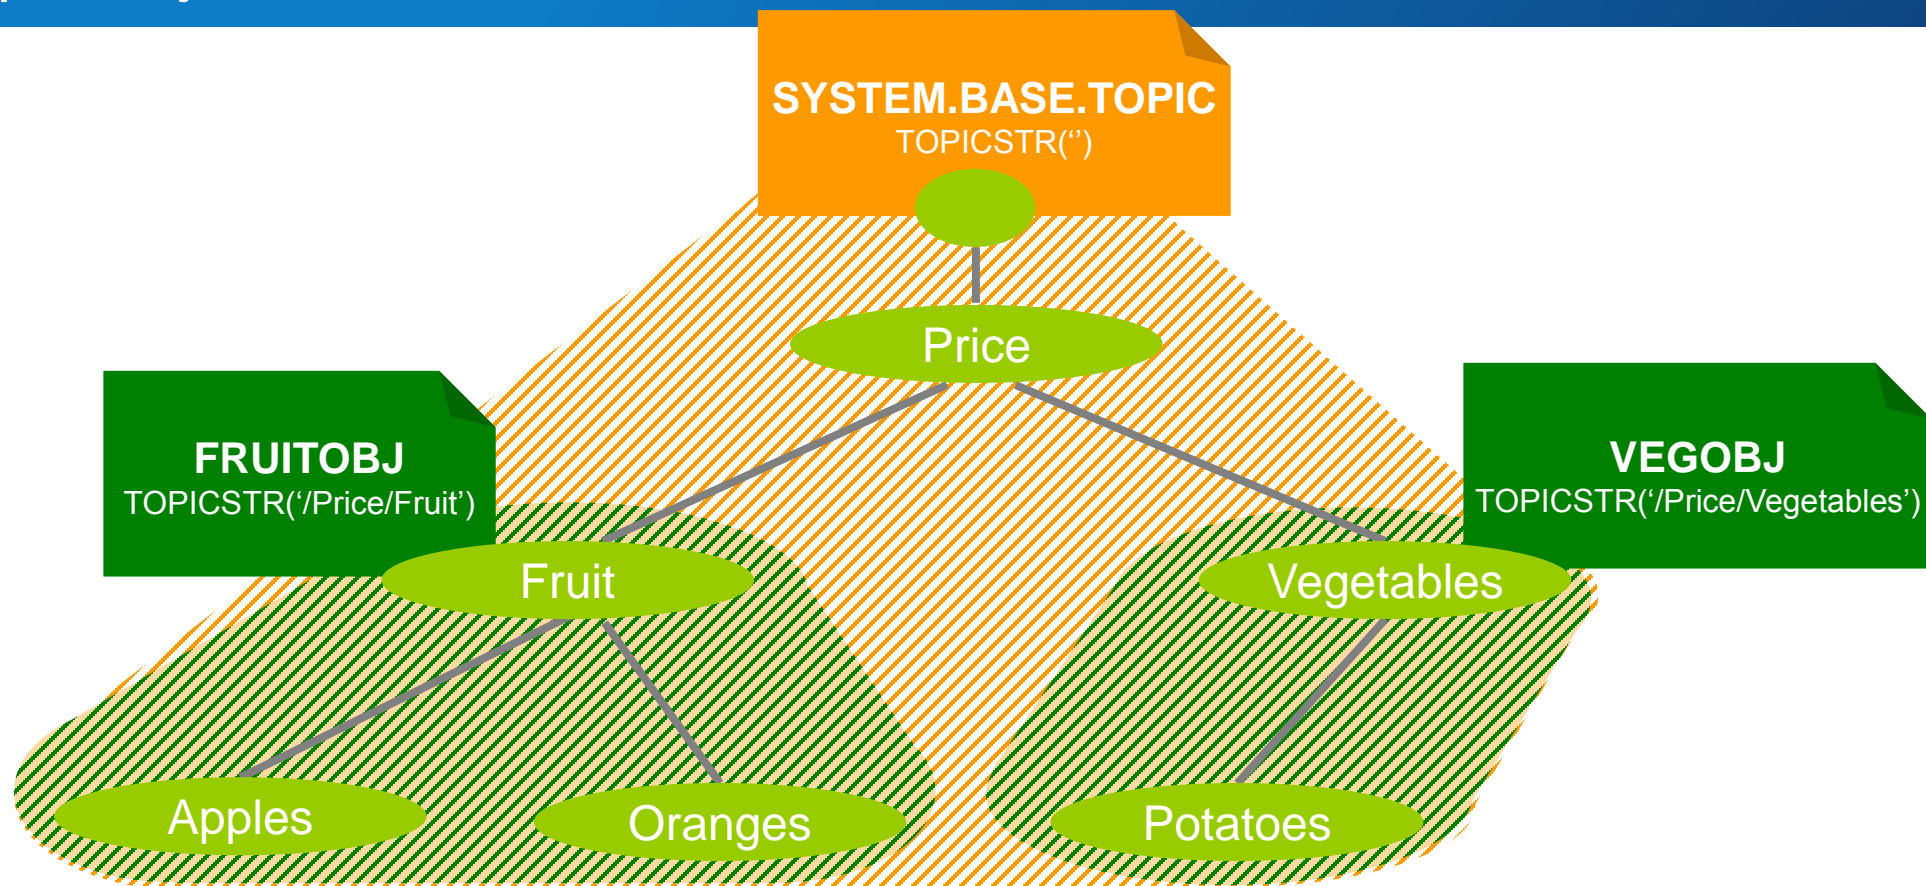 SYSTEM.BASE.TOPIC
TOPICSTR(‘’)
Price
FRUITOBJ
TOPICSTR(‘/Price/Fruit’)
VEGOBJ
TOPICSTR(‘/Price/Vegetables’)
Fruit
Vegetables
Apples
Oranges
Potatoes